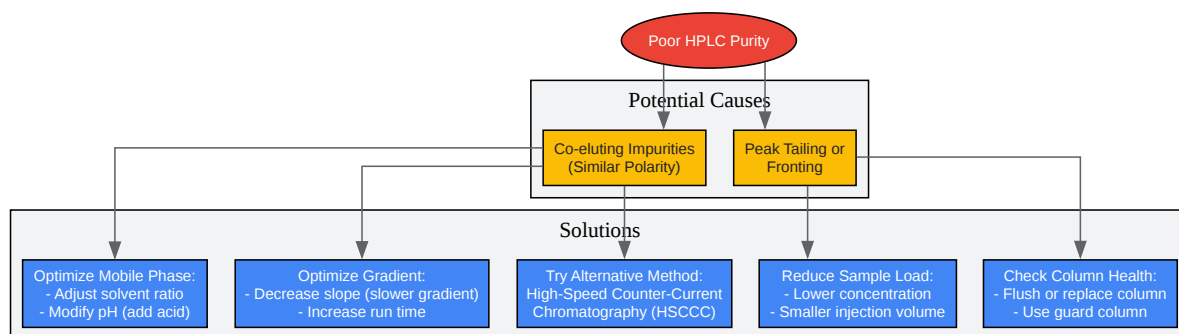 Poor HPLC Purity
Potential Causes
Co-eluting Impurities
(Similar Polarity)
Peak Tailing or
Fronting
Solutions
Optimize Mobile Phase:
- Adjust solvent ratio
- Modify pH (add acid)
Optimize Gradient:
- Decrease slope (slower gradient)
- Increase run time
Try Alternative Method:
High-Speed Counter-Current
Chromatography (HSCCC)
Reduce Sample Load:
- Lower concentration
- Smaller injection volume
Check Column Health:
- Flush or replace column
- Use guard column